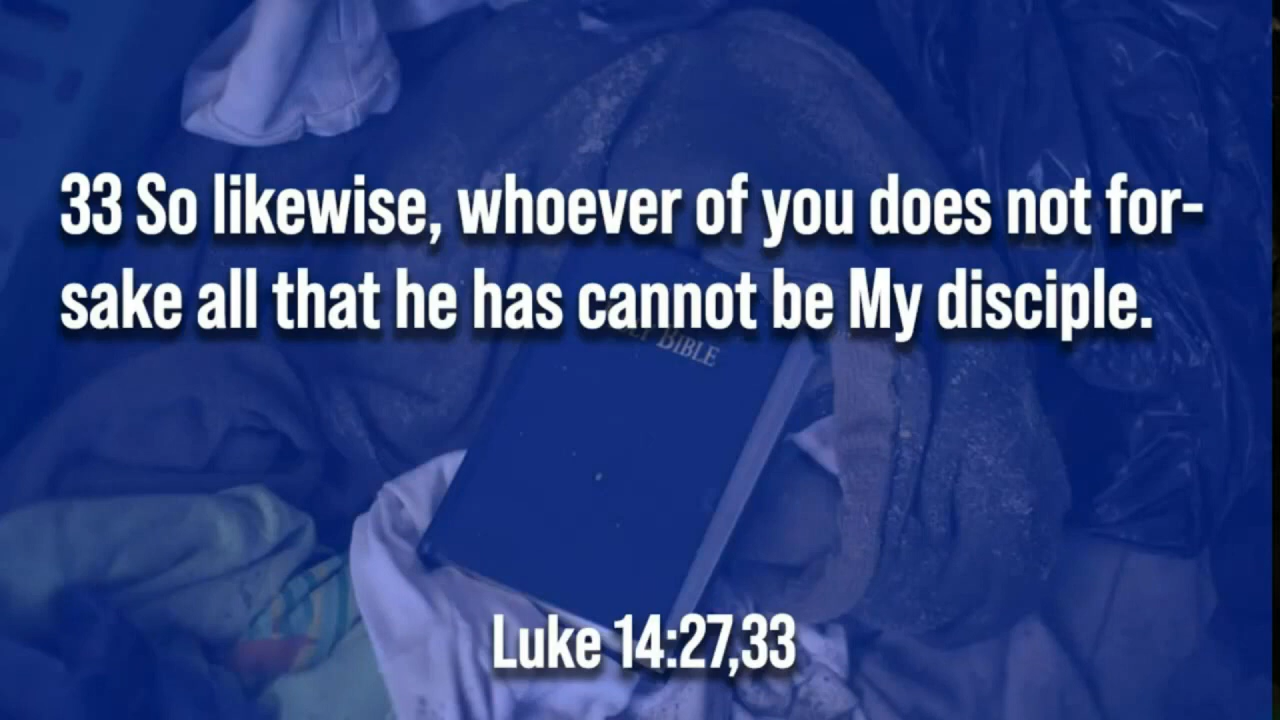 33 So likewise, whoever of you does not for-
sake all that he has cannot be My disciple.
BIBLE
Luke 14:27,33